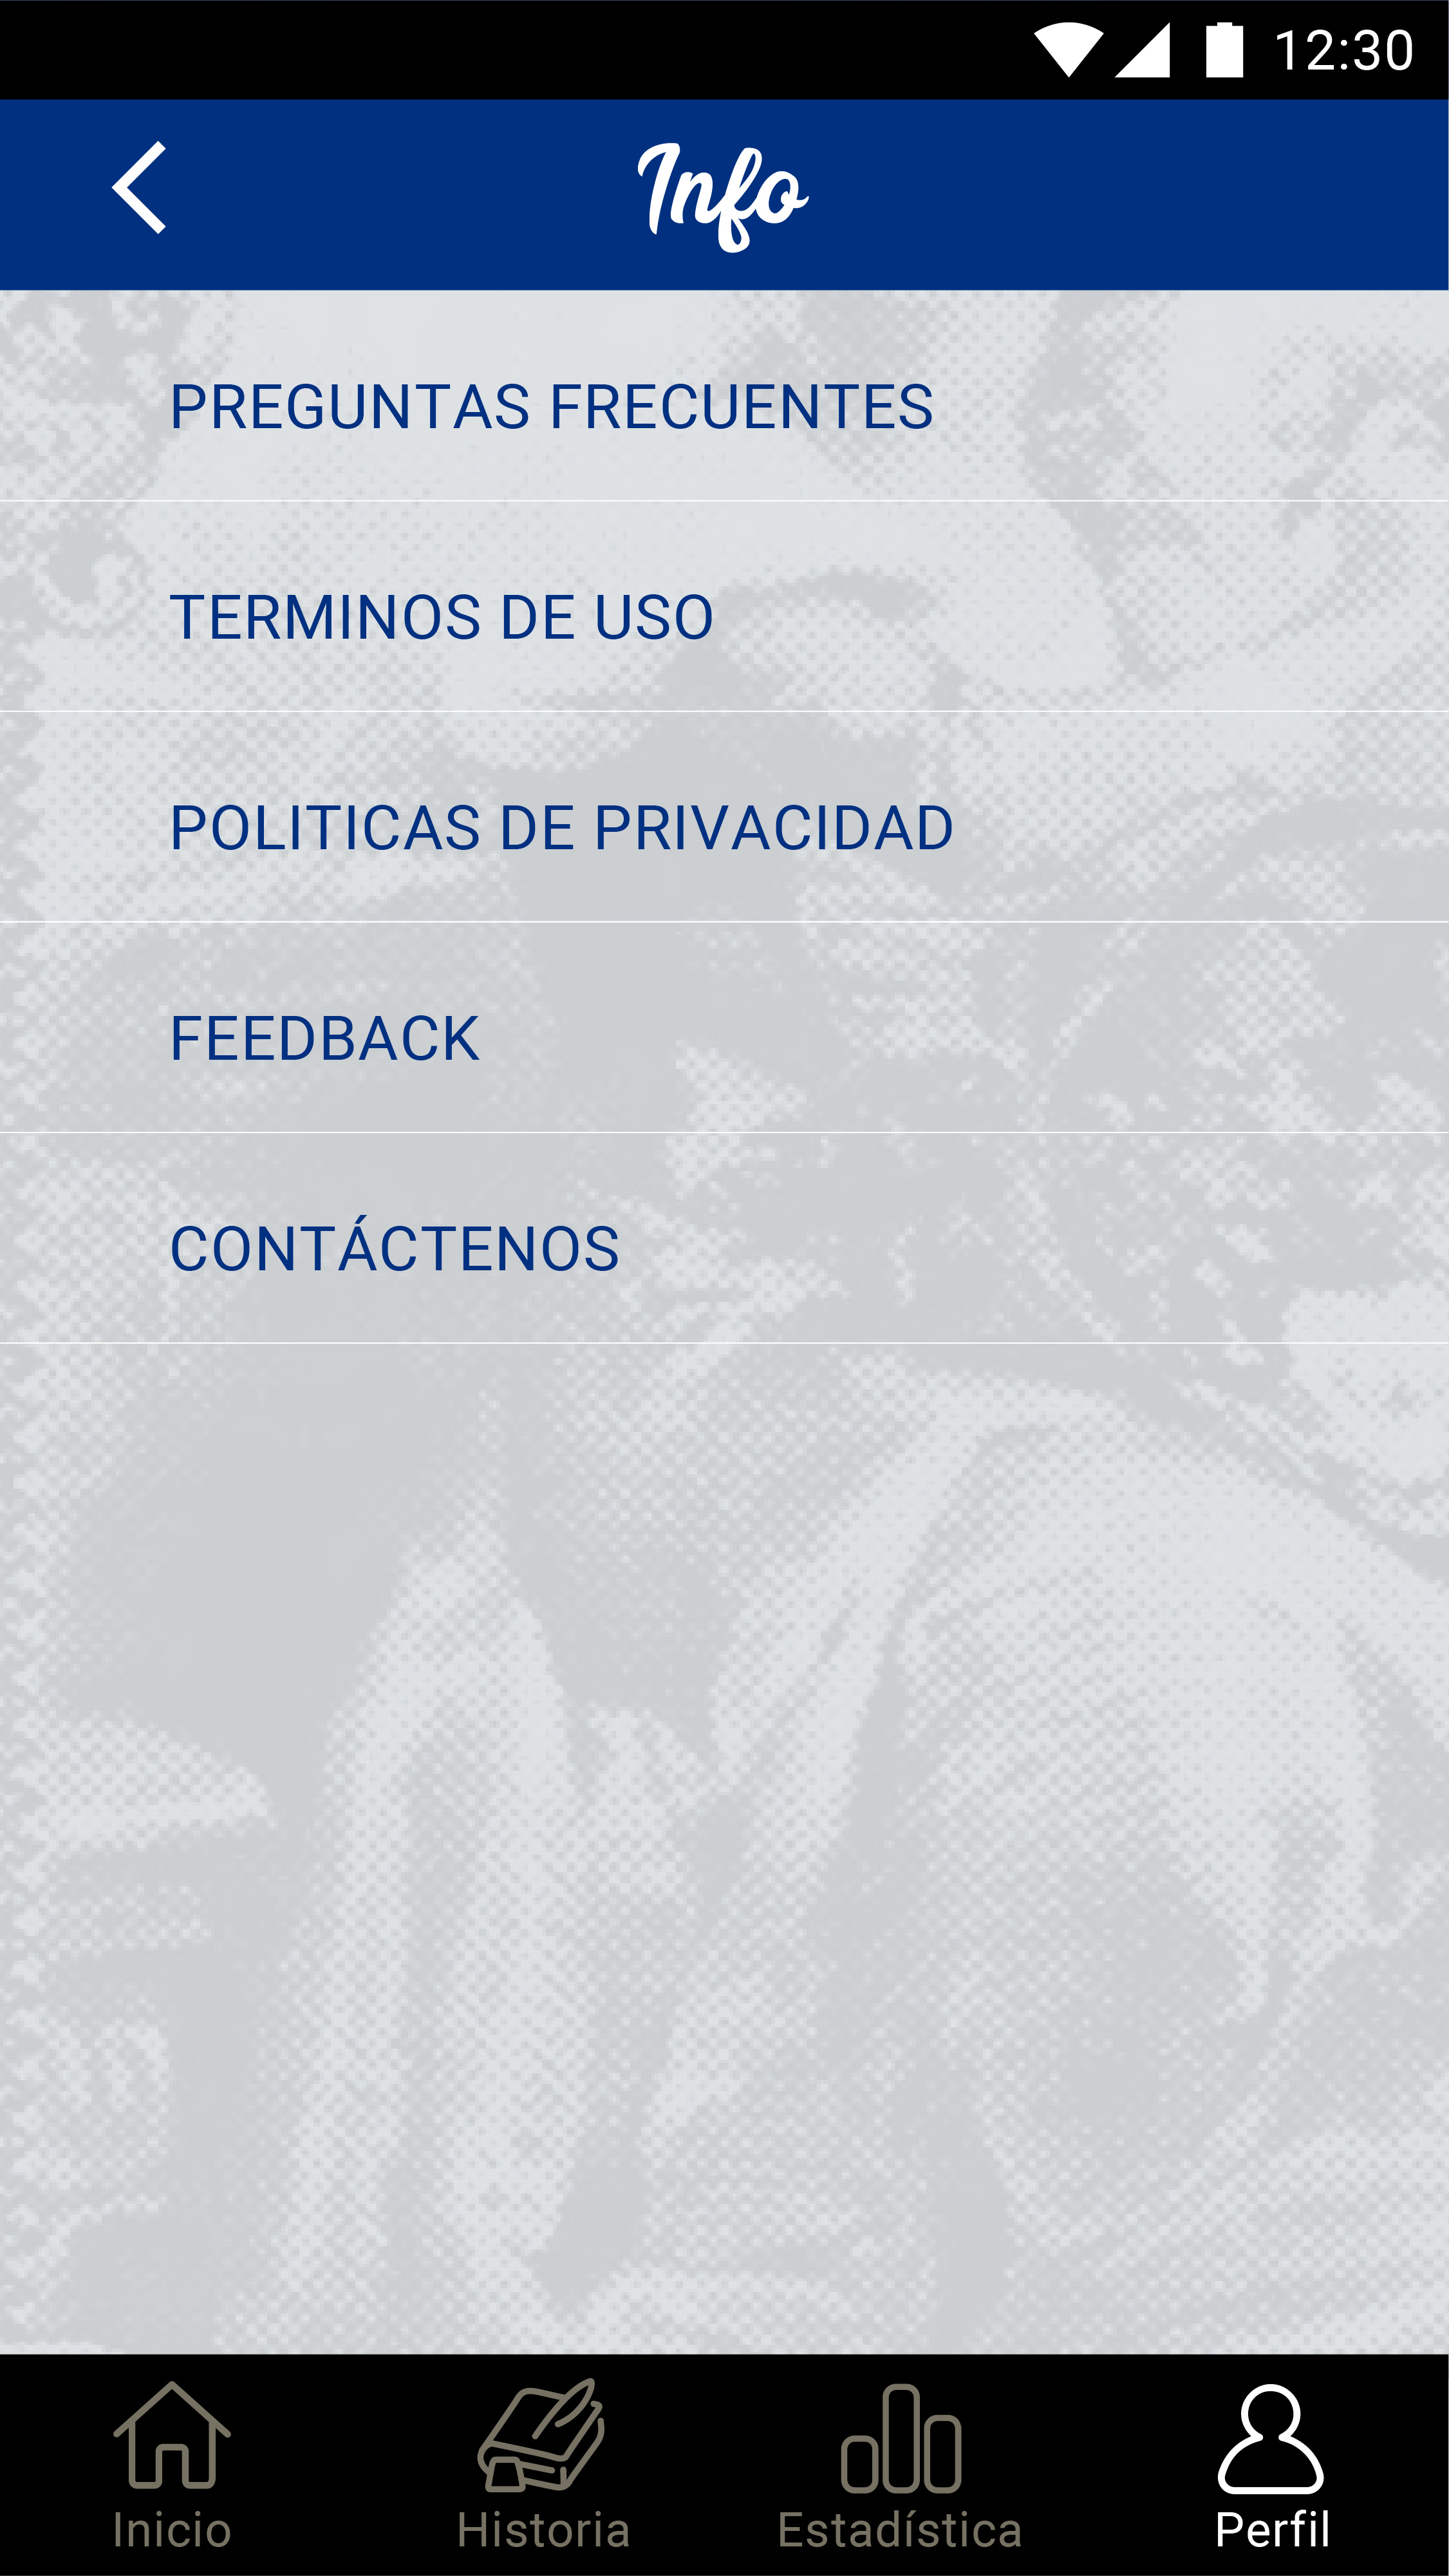 12:30
Info
PREGUNTAS FRECUENTES
TERMINOS DE USO
POLITICAS DE PRIVACIDAD
FEEDBACK
CONTÁCTENOS
Inicio Historia Estadística Perfil